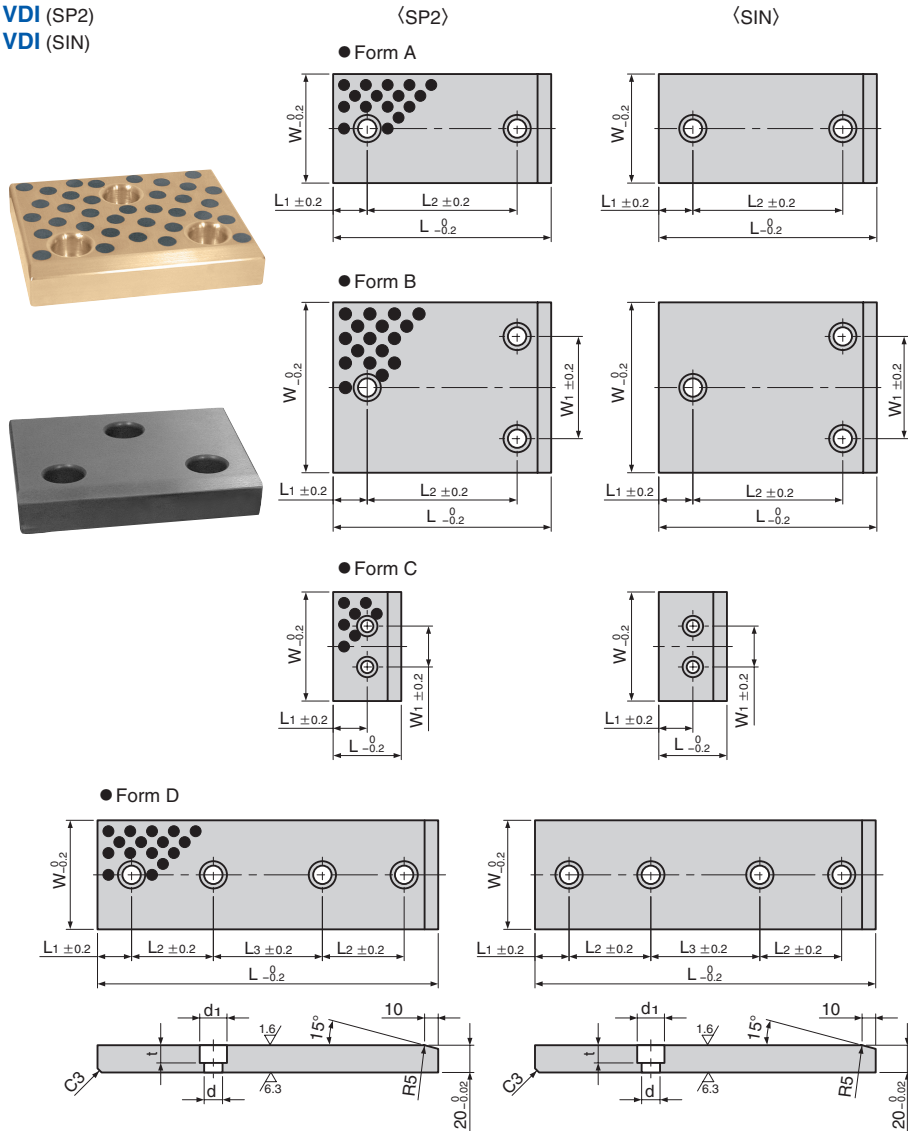 VDI (SP2)
VDI (SIN)
〈SP2〉
〈SIN〉
● Form A
W 0 -0.2
L1 ±0.2
L2 ±0.2
L 0 -0.2
W 0 -0.2
L1 ±0.2
L2 ±0.2
L 0 -0.2
● Form B
W 0 -0.2
W1 ±0.2
L1 ±0.2
L2 ±0.2
L 0 -0.2
W 0 -0.2
W1 ±0.2
L1 ±0.2
L2 ±0.2
L 0 -0.2
● Form C
W 0 -0.2
W1 ±0.2
L1 ±0.2
L 0 -0.2
W 0 -0.2
W1 ±0.2
L1 ±0.2
L 0 -0.2
● Form D
W 0 -0.2
L1 ±0.2
L2 ±0.2
L3 ±0.2
L2 ±0.2
L 0 -0.2
W 0 -0.2
L1 ±0.2
L2 ±0.2
L3 ±0.2
L2 ±0.2
L 0 -0.2
C3
t
d1
d
1.6
6.3
15°
10
R5
20 0 -0.02
C3
t
d1
d
1.6
6.3
15°
10
R5
20 0 -0.02